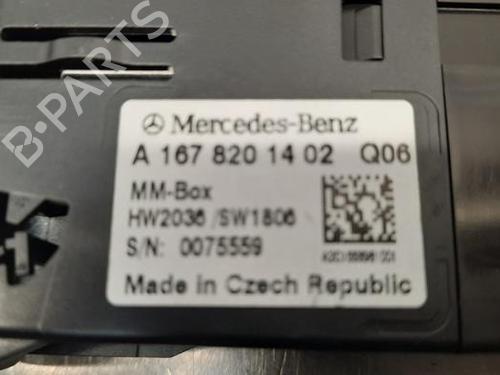 Mercedes-Benz
A 167 820 14 02 Q06
MM-Box
HW2036 /SW1806
S/N: 0075559
Made in Czech Republic
B-Parts